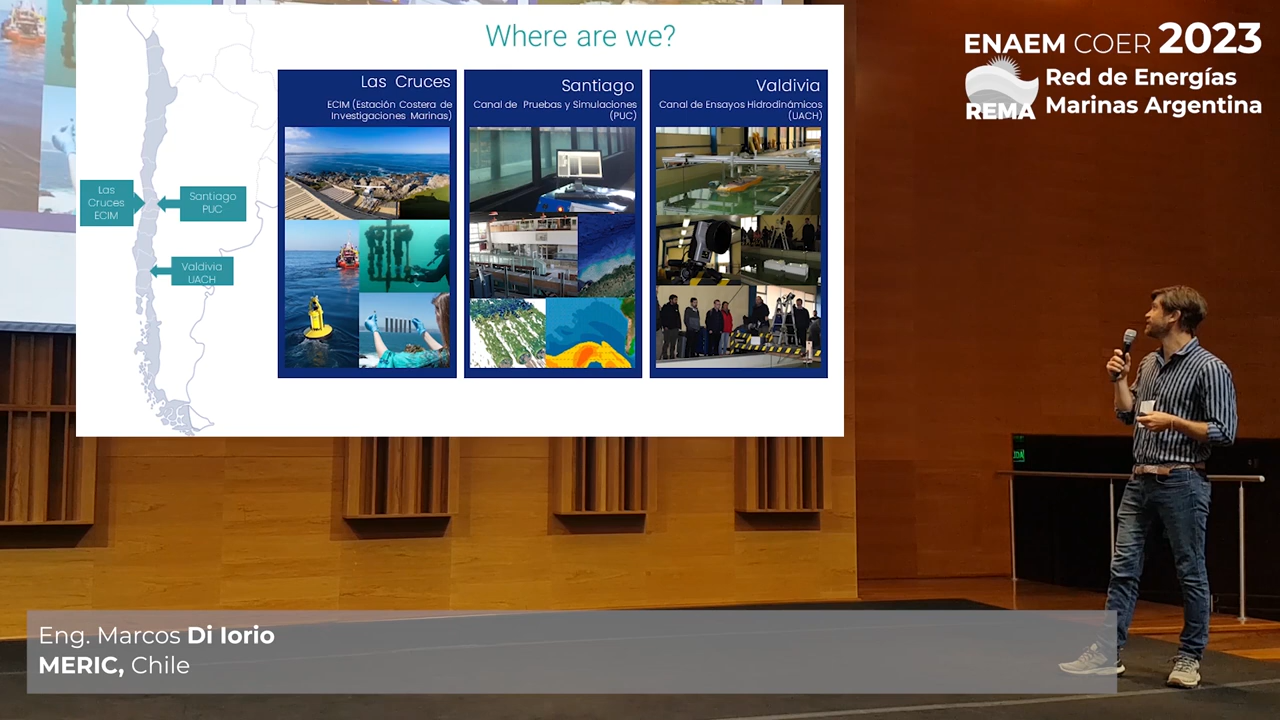 Where are we?
Las Cruces
ECIM (Estación Costera de
Investigaciones Marinas)
Santiago
Canal de Pruebas y Simulaciones
(PUC)
Valdivia
Canal de Ensayos Hidrodinámicos
(UACH)
Las
Cruces
ECIM
Santiago
PUC
Valdivia
UACH
ENAEM COER 2023
REMA
Red de Energías
Marinas Argentina
Eng. Marcos Di Iorio
MERIC, Chile